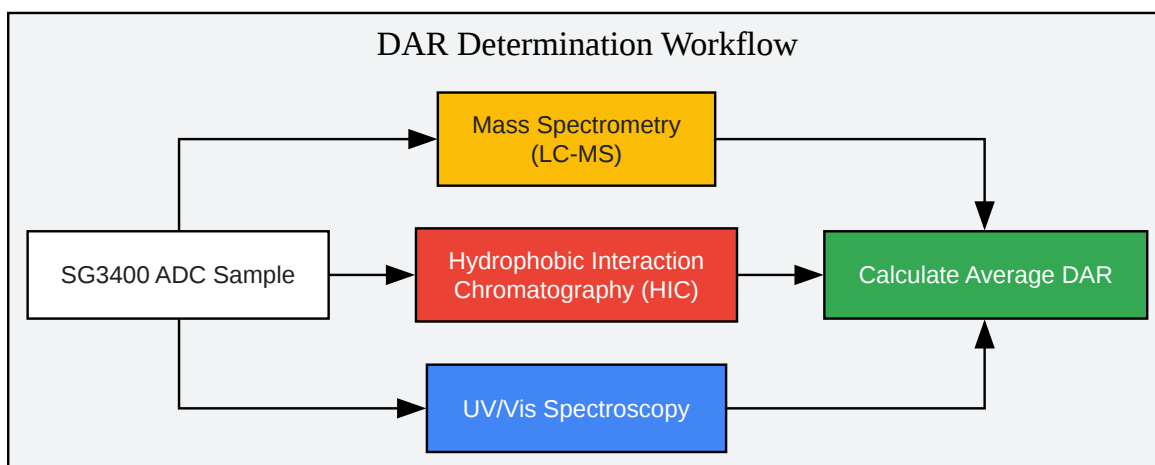 DAR Determination Workflow
Mass Spectrometry
(LC-MS)
SG3400 ADC Sample
Hydrophobic Interaction
Chromatography (HIC)
Calculate Average DAR
UV/Vis Spectroscopy